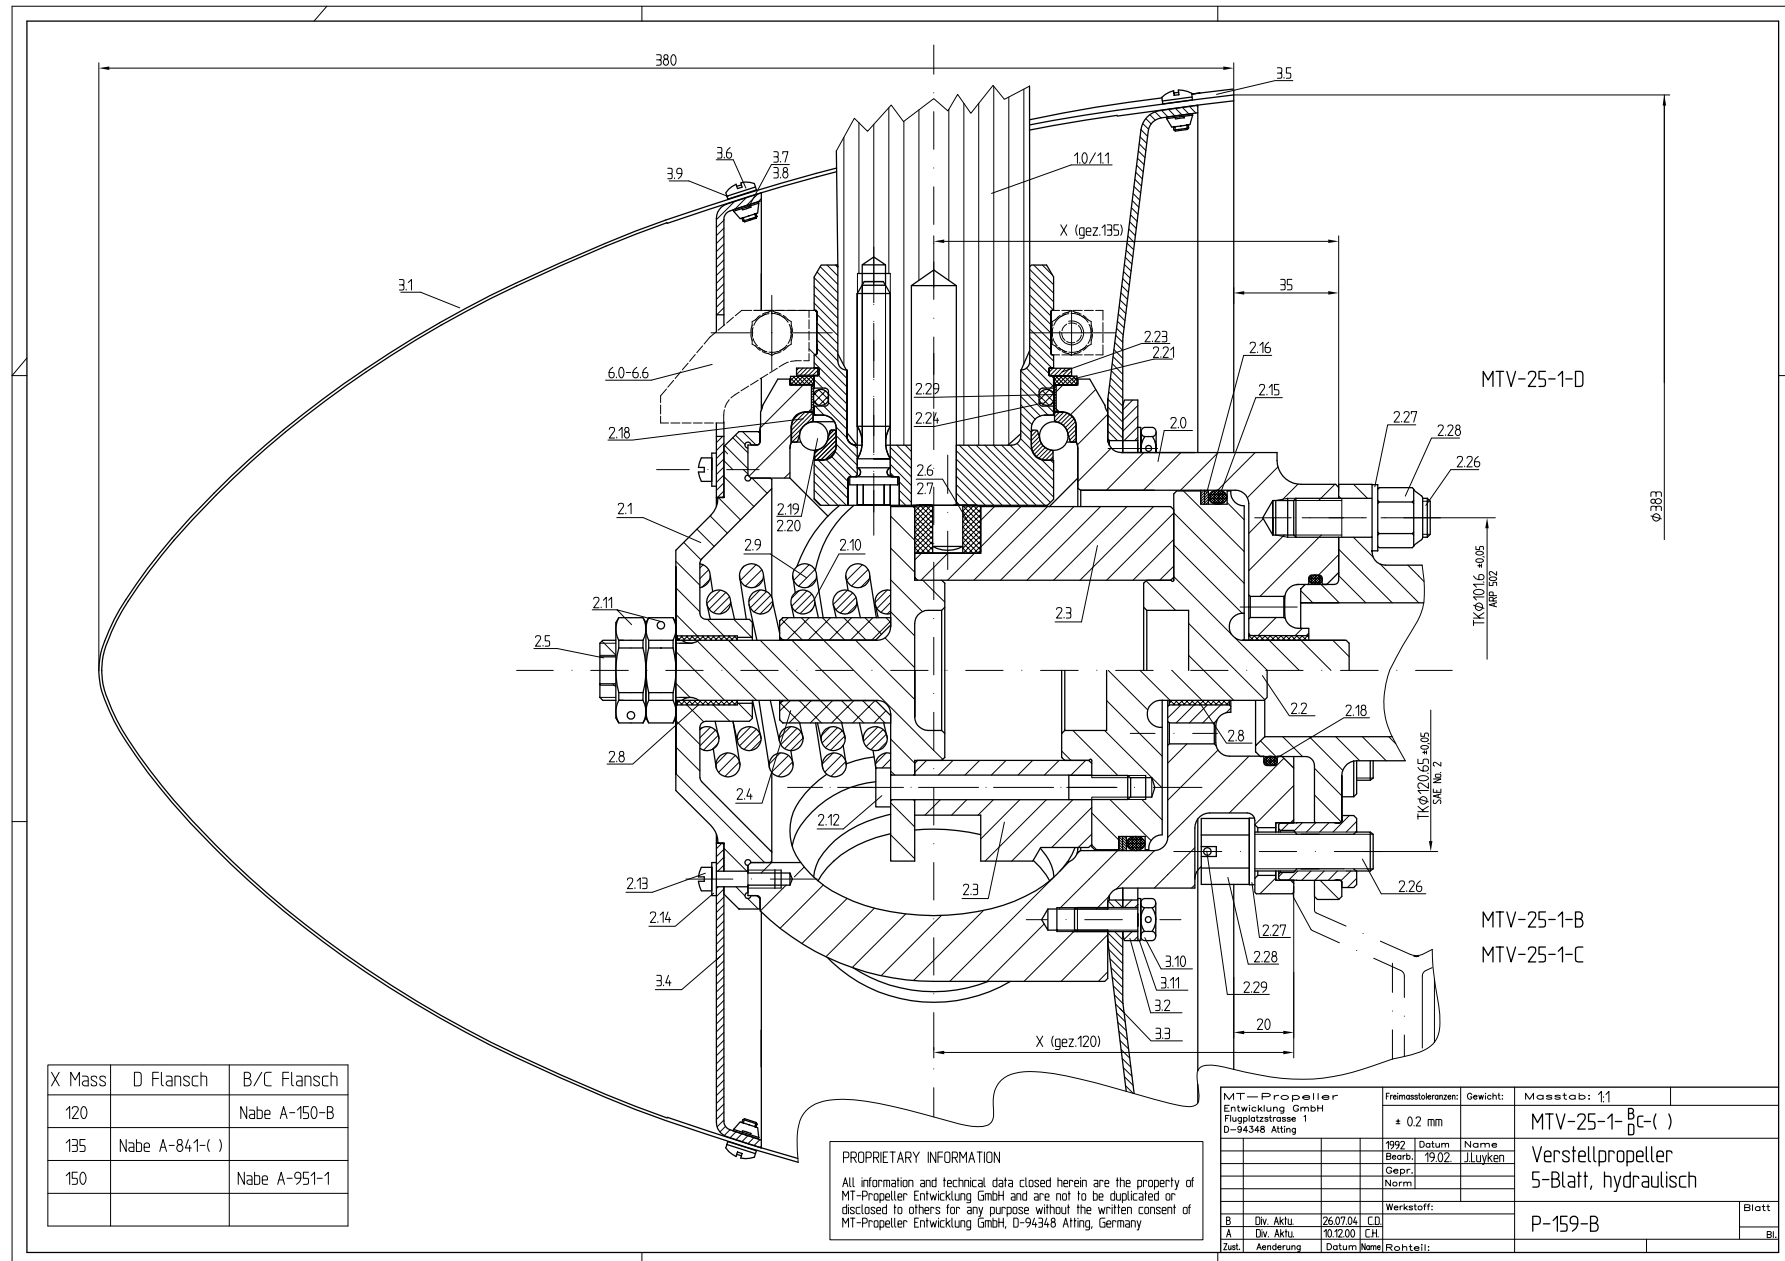 380
3.5
3.6
3.7
3.9
3.8
1.0/1.1
X (gez.135)
3.1
35
2.23
2.16
2.21
6.0-6.6
MTV-25-1-D
2.29
2.15
2.24
2.18
2.0
2.27
2.28
2.26
2.6
2.7
2.1
2.19
2.20
Φ383
2.9
2.10
2.3
TKΦ101.6 ±0,05
ARP 502
2.11
2.5
2.2
2.18
2.8
2.8
TKΦ120.65 ±0,05
SAE No. 2
2.4
2.12
2.13
2.3
2.26
2.14
MTV-25-1-B
2.27
MTV-25-1-C
2.28
3.10
3.4
3.11
2.29
3.2
20
3.3
X (gez.120)
X Mass D Flansch B/C Flansch
120 Nabe A-150-B
135 Nabe A-841-( )
150 Nabe A-951-1
PROPRIETARY INFORMATION
All information and technical data closed herein are the property of
MT-Propeller Entwicklung GmbH and are not to be duplicated or
disclosed to others for any purpose without the written consent of
MT-Propeller Entwicklung GmbH, D-94348 Atting, Germany
MT-Propeller
Entwicklung GmbH
Flugplatzstrasse 1
D-94348 Atting
Freimasstoleranzen:
± 0.2 mm
Gewicht:
Masstab: 1:1
MTV-25-1-B/D C-( )
1992 Datum Name
Bearb. 19.02. J.Luyken
Gepr.
Norm
Verstellpropeller
5-Blatt, hydraulisch
Werkstoff:
B Div. Aktu. 26.07.04 C.D.
A Div. Aktu. 10.12.00 C.H.
Zust. Aenderung Datum Name
Rohteil:
P-159-B
Blatt
Bl.